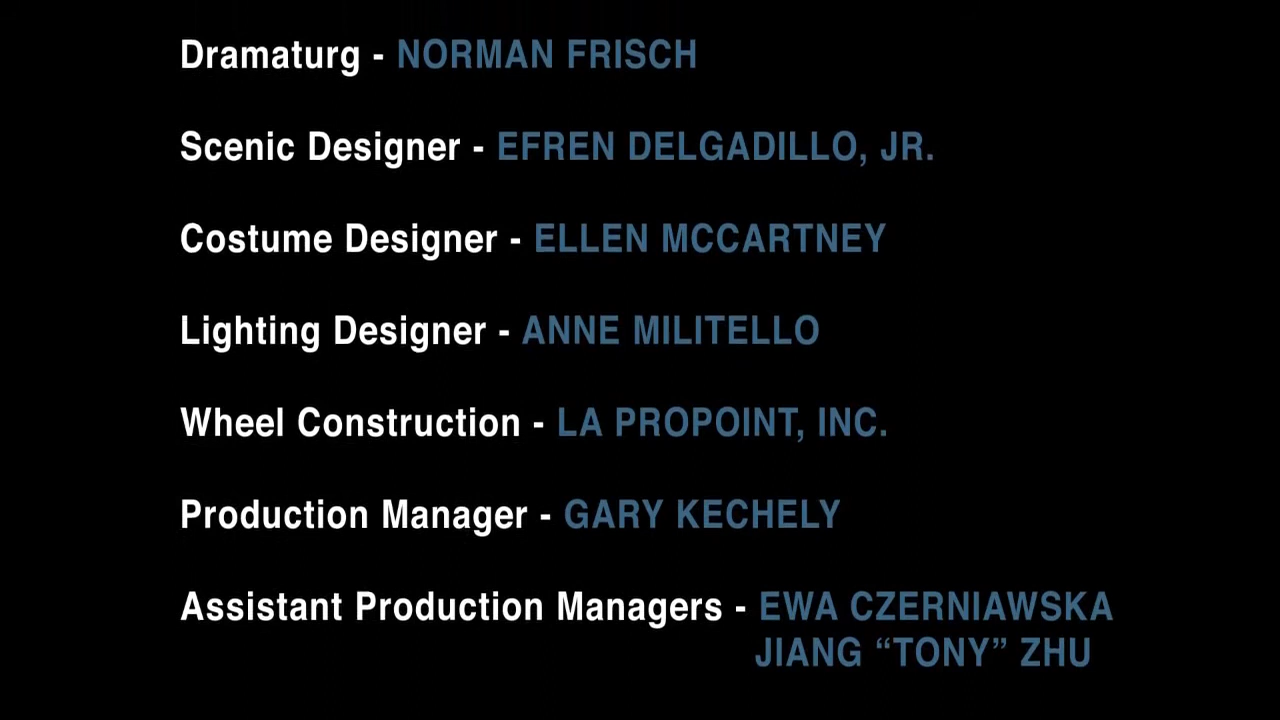 Dramaturg - NORMAN FRISCH
Scenic Designer - EFREN DELGADILLO, JR.
Costume Designer - ELLEN MCCARTNEY
Lighting Designer - ANNE MILITELLO
Wheel Construction - LA PROPOINT, INC.
Production Manager - GARY KECHELY
Assistant Production Managers - EWA CZERNIAWSKA
JIANG “TONY” ZHU